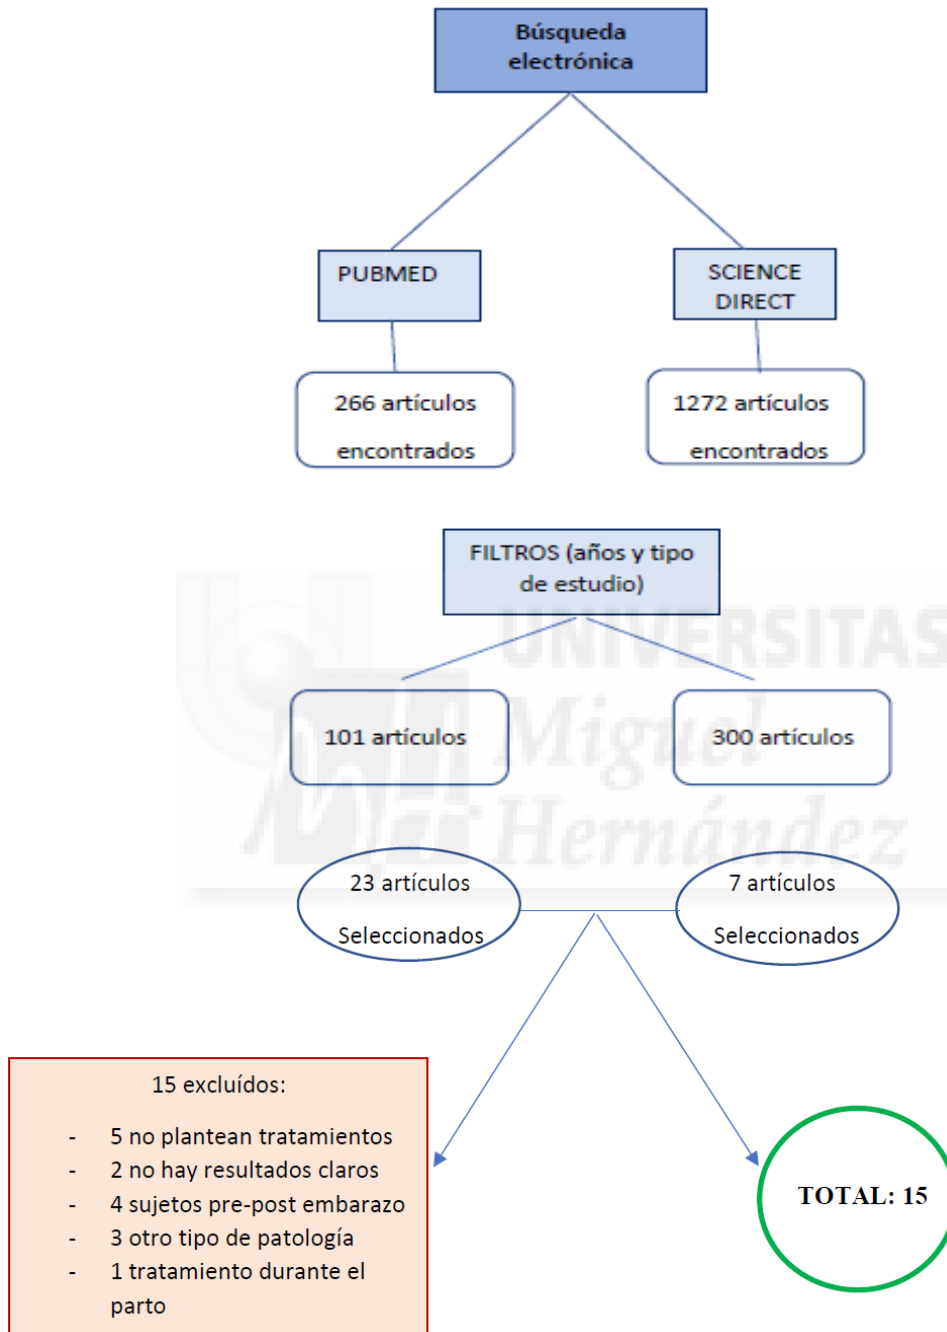 Búsqueda
electrónica
PUBMED
SCIENCE
DIRECT
266 artículos
encontrados
1272 artículos
encontrados
FILTROS (años y tipo
de estudio)
UNIVERSITAS
Miguel
Hernández
101 artículos
300 artículos
23 artículos
Seleccionados
7 artículos
Seleccionados
15 excluídos:
- 5 no plantean tratamientos
- 2 no hay resultados claros
- 4 sujetos pre-post embarazo
- 3 otro tipo de patología
- 1 tratamiento durante el
parto
TOTAL: 15